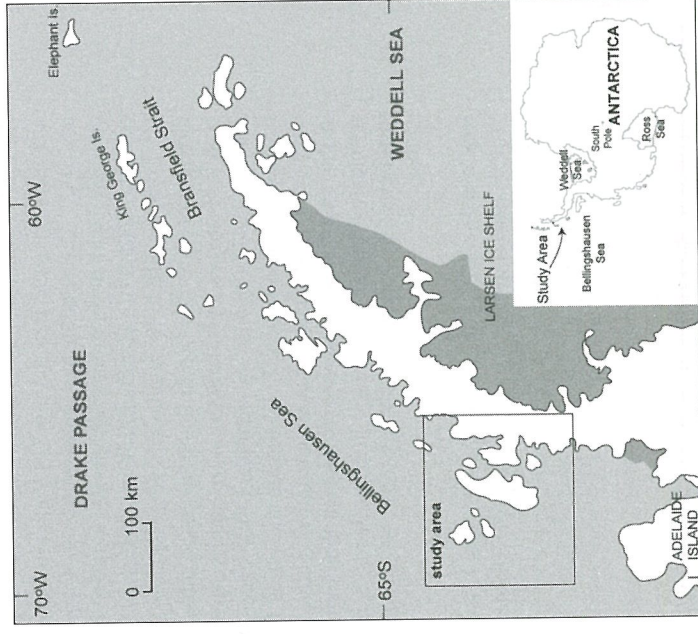 70°W
60°W
Elephant is.
King George Is.
Bransfield Strait
DRAKE PASSAGE
0 100 km
WEDDELL SEA
Bellingshausen Sea
65°S
LARSEN ICE SHELF
study area
ADELAIDE
ISLAND
Study Area
Weddell
Sea
Bellingshausen
Sea
South
Pole
ANTARCTICA
Ross
Sea